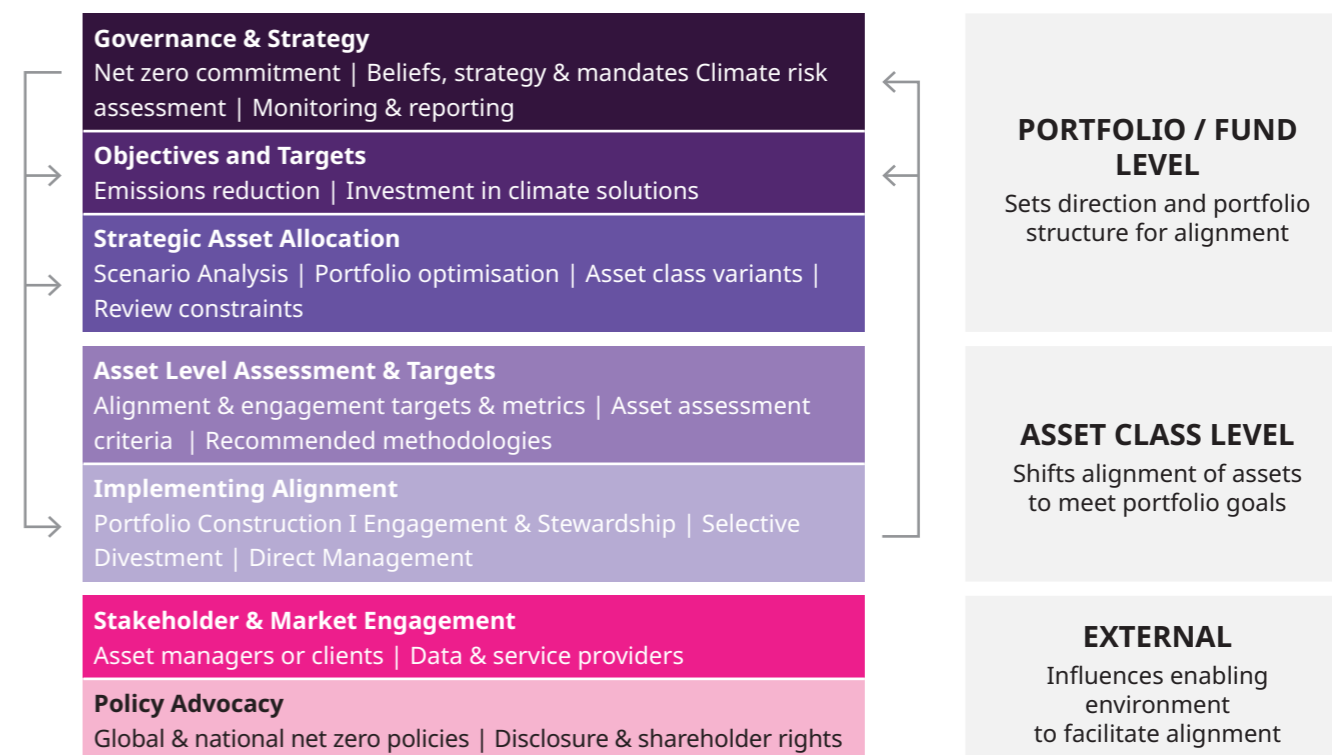 Governance & Strategy
Net zero commitment | Beliefs, strategy & mandates Climate risk
assessment | Monitoring & reporting
Objectives and Targets
Emissions reduction | Investment in climate solutions
Strategic Asset Allocation
Scenario Analysis | Portfolio optimisation | Asset class variants |
Review constraints
PORTFOLIO / FUND
LEVEL
Sets direction and portfolio
structure for alignment
Asset Level Assessment & Targets
Alignment & engagement targets & metrics | Asset assessment
criteria | Recommended methodologies
Implementing Alignment
Portfolio Construction I Engagement & Stewardship | Selective
Divestment | Direct Management
ASSET CLASS LEVEL
Shifts alignment of assets
to meet portfolio goals
Stakeholder & Market Engagement
Asset managers or clients | Data & service providers
Policy Advocacy
Global & national net zero policies | Disclosure & shareholder rights
EXTERNAL
Influences enabling
environment
to facilitate alignment